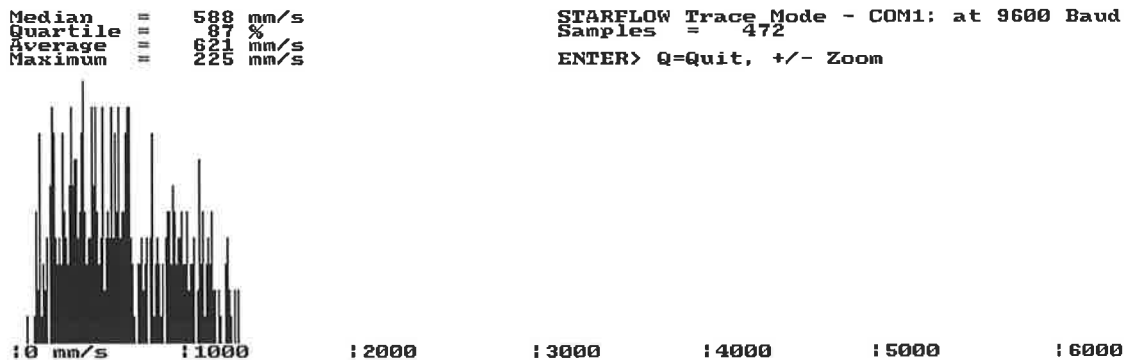 Median = 588 mm/s
Quartile = 87 %
Average = 621 mm/s
Maximum = 225 mm/s
STARFLOW Trace Mode - COM1: at 9600 Baud
Samples = 472
ENTER> Q=Quit, +/- Zoom
¦0 mm/s ¦1000 ¦2000 ¦3000 ¦4000 ¦5000 ¦6000